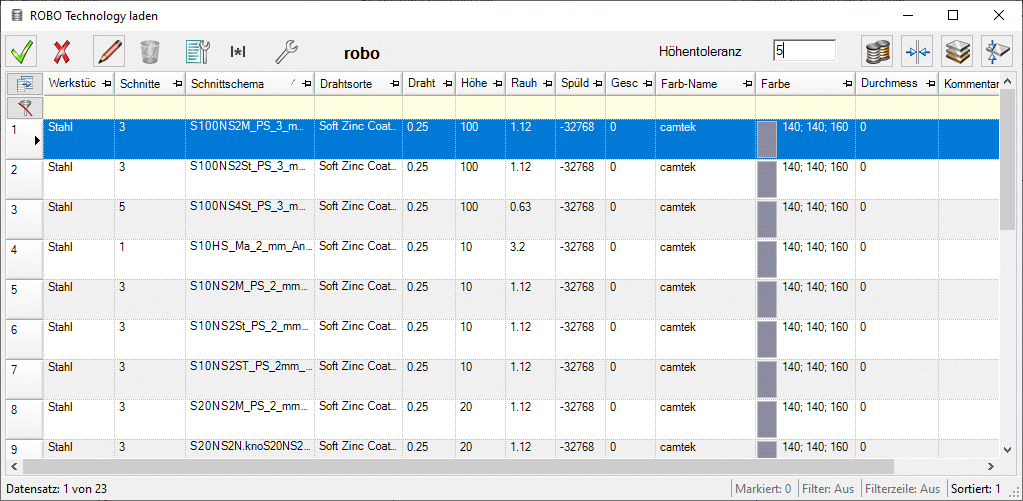 ROBO Technology laden
|*| robo Höhentoleranz 5
Werkstüc Schnitte Schnittschema Drahtsorte Draht Höhe Rauh Spüld Gesc Farb-Name Farbe Durchmess Kommentar
1 Stahl 3 S100NS2M_PS_3_m... Soft Zinc Coat... 0.25 100 1.12 -32768 0 camtek 140; 140; 160 0
2 Stahl 3 S100NS2St_PS_3_m... Soft Zinc Coat... 0.25 100 1.12 -32768 0 camtek 140; 140; 160 0
3 Stahl 5 S100NS4St_PS_3_m... Soft Zinc Coat... 0.25 100 0.63 -32768 0 camtek 140; 140; 160 0
4 Stahl 1 S10HS_Ma_2_mm_An... Soft Zinc Coat... 0.25 10 3.2 -32768 0 camtek 140; 140; 160 0
5 Stahl 3 S10NS2M_PS_2_mm... Soft Zinc Coat... 0.25 10 1.12 -32768 0 camtek 140; 140; 160 0
6 Stahl 3 S10NS2St_PS_2_mm... Soft Zinc Coat... 0.25 10 1.12 -32768 0 camtek 140; 140; 160 0
7 Stahl 3 S10NS2ST_PS_2mm_... Soft Zinc Coat... 0.25 10 1.12 -32768 0 camtek 140; 140; 160 0
8 Stahl 3 S20NS2M_PS_2_mm... Soft Zinc Coat... 0.25 20 1.12 -32768 0 camtek 140; 140; 160 0
9 Stahl 3 S20NS2N.knoS20NS2... Soft Zinc Coat... 0.25 20 1.12 -32768 0 camtek 140; 140; 160 0
Datensatz: 1 von 23 Markiert: 0 Filter: Aus Filterzeile: Aus Sortiert: 1